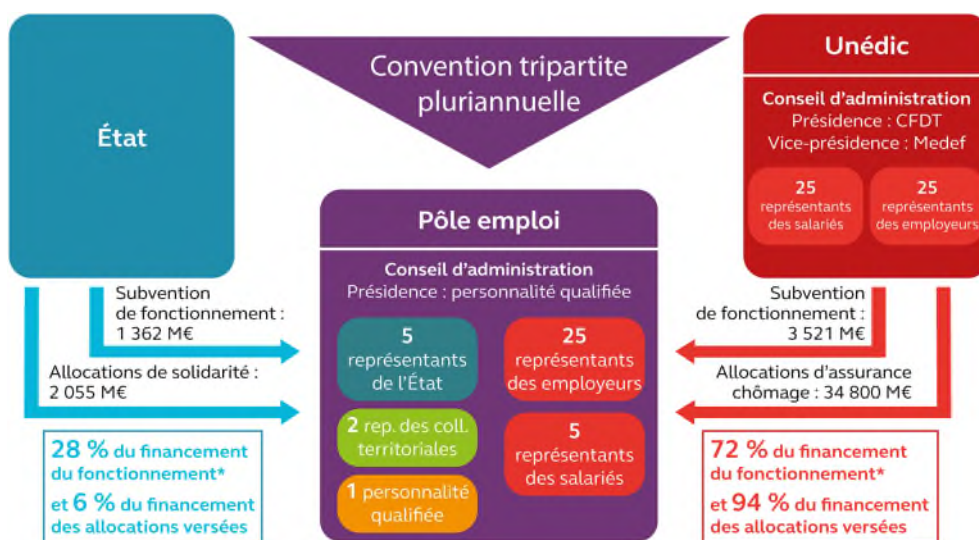 État
Convention tripartite
pluriannuelle
Unédic
Conseil d'administration
Présidence : CFDT
Vice-présidence : Medef
25
représentants
des salariés
25
représentants
des employeurs
Pôle emploi
Conseil d'administration
Présidence : personnalité qualifiée
5
représentants
de l'État
25
représentants
des employeurs
2 rep. des coll.
territoriales
5
représentants
des salariés
1 personnalité
qualifiée
Subvention
de fonctionnement :
1 362 M€
Allocations de solidarité :
2 055 M€
28 % du financement
du fonctionnement*
et 6 % du financement
des allocations versées
Subvention
de fonctionnement :
3 521 M€
Allocations d'assurance
chômage : 34 800 M€
72 % du financement
du fonctionnement*
et 94 % du financement
des allocations versées